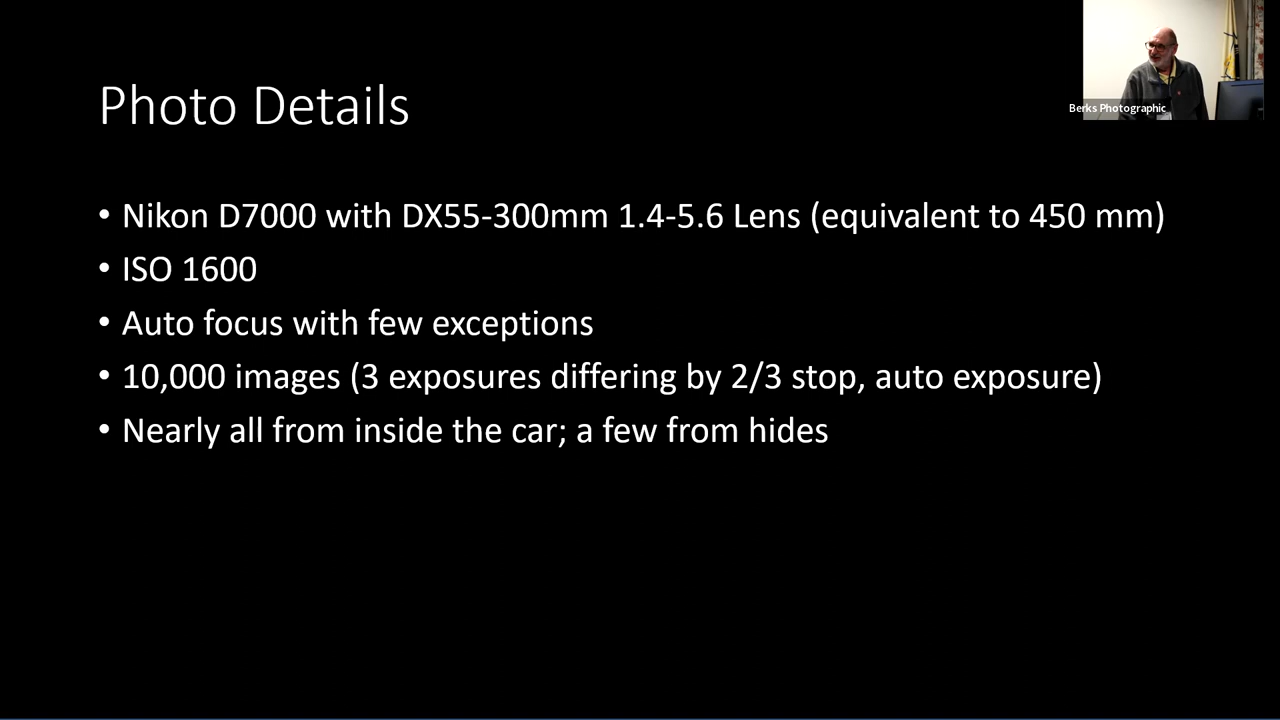 Berks Photographic
Photo Details
• Nikon D7000 with DX55-300mm 1.4-5.6 Lens (equivalent to 450 mm)
• ISO 1600
• Auto focus with few exceptions
• 10,000 images (3 exposures differing by 2/3 stop, auto exposure)
• Nearly all from inside the car; a few from hides